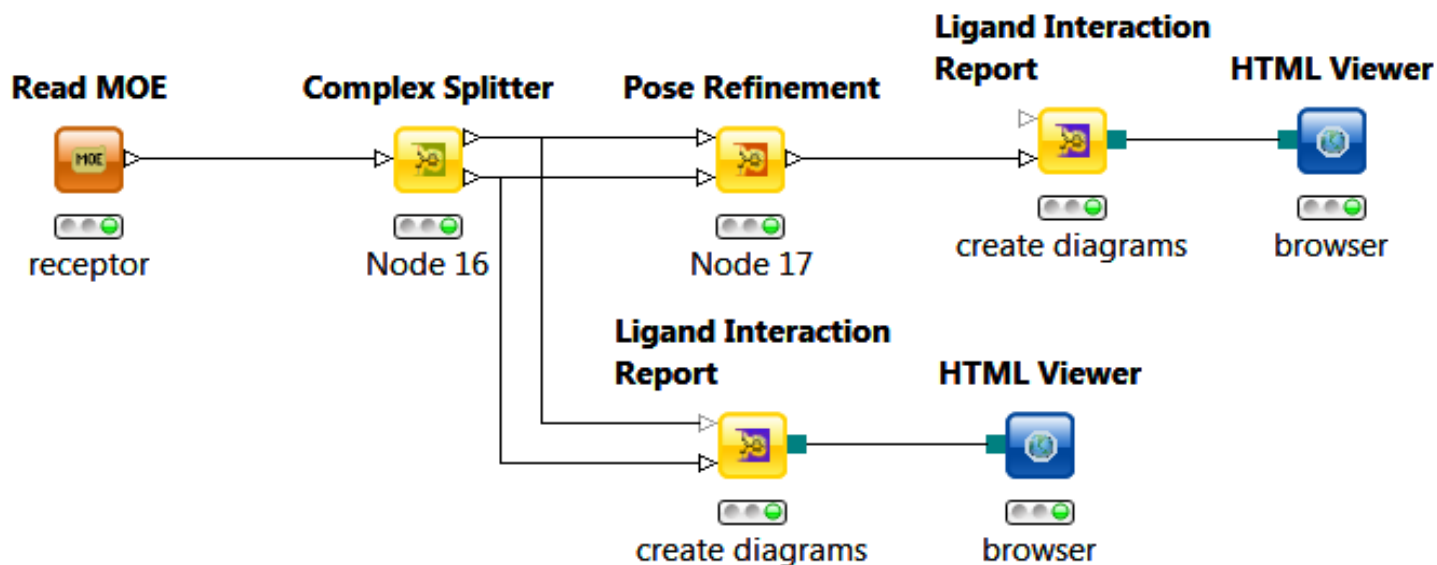 Ligand Interaction
Report
HTML Viewer
Read MOE
Complex Splitter
Pose Refinement
MOE
receptor
Node 16
Node 17
create diagrams
browser
Ligand Interaction
Report
HTML Viewer
create diagrams
browser